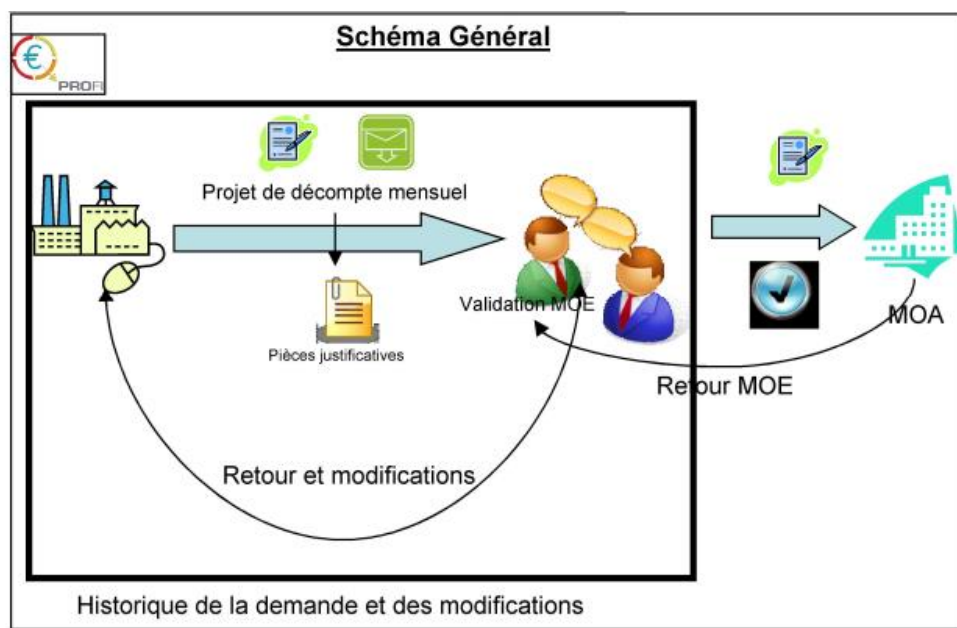 Schéma Général
€
PROFI
Projet de décompte mensuel
Validation MOE
Pièces justificatives
MOA
Retour MOE
Retour et modifications
Historique de la demande et des modifications